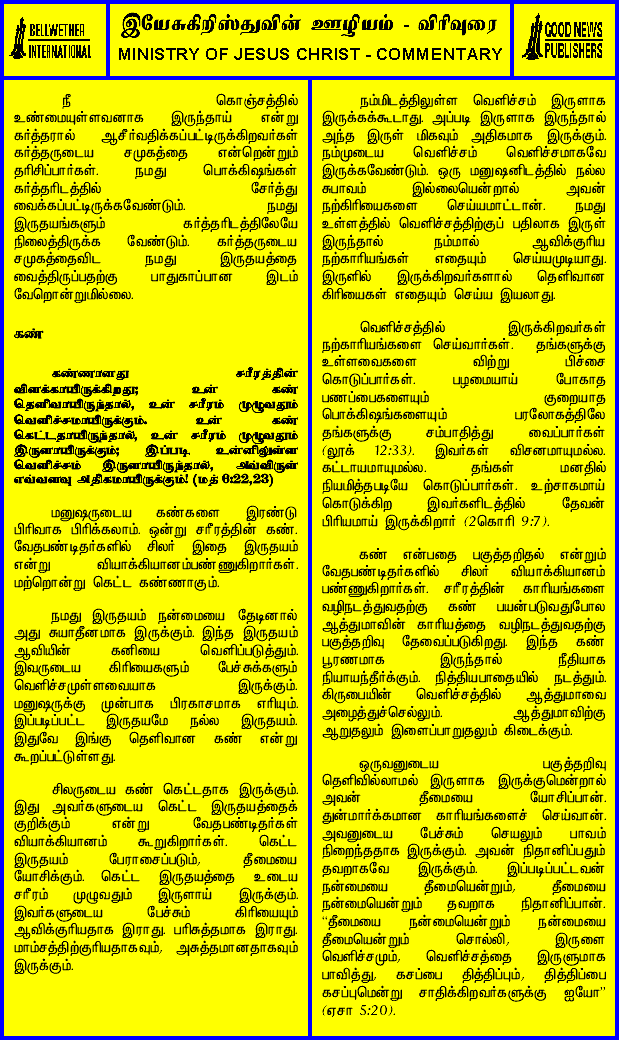 BELLWETHER
INTERNATIONAL
இயேசுகிறிஸ்துவின் ஊழியம் - விரிவுரை
MINISTRY OF JESUS CHRIST - COMMENTARY
GOOD NEWS
PUBLISHERS
நீ கொஞ்சத்தில்
உண்மையுள்ளவனாக இருந்தாய் என்று
கர்த்தரால் ஆசீர்வதிக்கப்பட்டிருக்கிறவர்கள்
கர்த்தருடைய சமுகத்தை என்றென்றும்
தரிசிப்பார்கள். நமது பொக்கிஷங்கள்
கர்த்தரிடத்தில் சேர்த்து
வைக்கப்பட்டிருக்கவேண்டும். நமது
இருதயங்களும் கர்த்தரிடத்திலேயே
நிலைத்திருக்க வேண்டும். கர்த்தருடைய
சமுகத்தைவிட நமது இருதயத்தை
வைத்திருப்பதற்கு பாதுகாப்பான இடம்
வேறொன்றுமில்லை.
கண்
கண்ணானது சரீரத்தின்
விளக்காயிருக்கிறது; உன் கண்
தெளிவாயிருந்தால், உன் சரீரம் முழுவதும்
வெளிச்சமாயிருக்கும். உன் கண்
கெட்டதாயிருந்தால், உன் சரீரம் முழுவதும்
இருளாயிருக்கும்; இப்படி உன்னிலுள்ள
வெளிச்சம் இருளாயிருந்தால், அவ்விருள்
எவ்வளவு அதிகமாயிருக்கும்! (மத் 6:22,23)
மனுஷருடைய கண்களை இரண்டு
பிரிவாக பிரிக்கலாம். ஒன்று சரீரத்தின் கண்.
வேதபண்டிதர்களில் சிலர் இதை இருதயம்
என்று வியாக்கியானம்பண்ணுகிறார்கள்.
மற்றொன்று கெட்ட கண்ணாகும்.
நமது இருதயம் நன்மையை தேடினால்
அது சுயாதீனமாக இருக்கும். இந்த இருதயம்
ஆவியின் கனியை வெளிப்படுத்தும்.
இவருடைய கிரியைகளும் பேச்சுக்களும்
வெளிச்சமுள்ளவையாக இருக்கும்.
மனுஷருக்கு முன்பாக பிரகாசமாக எரியும்.
இப்படிப்பட்ட இருதயமே நல்ல இருதயம்.
இதுவே இங்கு தெளிவான கண் என்று
கூறப்பட்டுள்ளது.
சிலருடைய கண் கெட்டதாக இருக்கும்.
இது அவர்களுடைய கெட்ட இருதயத்தைக்
குறிக்கும் என்று வேதபண்டிதர்கள்
வியாக்கியானம் கூறுகிறார்கள். கெட்ட
இருதயம் பேராசைப்படும், தீமையை
யோசிக்கும். கெட்ட இருதயத்தை உடைய
சரீரம் முழுவதும் இருளாய் இருக்கும்.
இவர்களுடைய பேச்சும் கிரியையும்
ஆவிக்குரியதாக இராது. பரிசுத்தமாக இராது.
மாம்சத்திற்குரியதாகவும், அசுத்தமானதாகவும்
இருக்கும்.
நம்மிடத்திலுள்ள வெளிச்சம் இருளாக
இருக்கக்கூடாது. அப்படி இருளாக இருந்தால்
அந்த இருள் மிகவும் அதிகமாக இருக்கும்.
நம்முடைய வெளிச்சம் வெளிச்சமாகவே
இருக்கவேண்டும். ஒரு மனுஷனிடத்தில் நல்ல
சுபாவம் இல்லையென்றால் அவன்
நற்கிரியைகளை செய்யமாட்டான். நமது
உள்ளத்தில் வெளிச்சத்திற்குப் பதிலாக இருள்
இருந்தால் நம்மால் ஆவிக்குரிய
நற்காரியங்கள் எதையும் செய்யமுடியாது.
இருளில் இருக்கிறவர்களால் தெளிவான
கிரியைகள் எதையும் செய்ய இயலாது.
வெளிச்சத்தில் இருக்கிறவர்கள்
நற்காரியங்களை செய்வார்கள். தங்களுக்கு
உள்ளவைகளை விற்று பிச்சை
கொடுப்பார்கள். பழமையாய் போகாத
பணப்பைகளையும் குறையாத
பொக்கிஷங்களையும் பரலோகத்திலே
தங்களுக்கு சம்பாதித்து வைப்பார்கள்
(லூக் 12:33). இவர்கள் விசனமாயுமல்ல.
கட்டாயமாயுமல்ல. தங்கள் மனதில்
நியமித்தபடியே கொடுப்பார்கள். உற்சாகமாய்
கொடுக்கிற இவர்களிடத்தில் தேவன்
பிரியமாய் இருக்கிறார் (2கொரி 9:7).
கண் என்பதை பகுத்தறிதல் என்றும்
வேதபண்டிதர்களில் சிலர் வியாக்கியானம்
பண்ணுகிறார்கள். சரீரத்தின் காரியங்களை
வழிநடத்துவதற்கு கண் பயன்படுவதுபோல
ஆத்துமாவின் காரியத்தை வழிநடத்துவதற்கு
பகுத்தறிவு தேவைப்படுகிறது. இந்த கண்
பூரணமாக இருந்தால் நீதியாக
நியாயந்தீர்க்கும். நித்தியபாதையில் நடத்தும்.
கிருபையின் வெளிச்சத்தில் ஆத்துமாவை
அழைத்துச்செல்லும். ஆத்துமாவிற்கு
ஆறுதலும் இளைப்பாறுதலும் கிடைக்கும்.
ஒருவனுடைய பகுத்தறிவு
தெளிவில்லாமல் இருளாக இருக்குமென்றால்
அவன் தீமையை யோசிப்பான்.
துன்மார்க்கமான காரியங்களைச் செய்வான்.
அவனுடைய பேச்சும் செயலும் பாவம்
நிறைந்ததாக இருக்கும். அவன் நிதானிப்பதும்
தவறாகவே இருக்கும். இப்படிப்பட்டவன்
நன்மையை தீமையென்றும், தீமையை
நன்மையென்றும் தவறாக நிதானிப்பான்.
“தீமையை நன்மையென்றும் நன்மையை
தீமையென்றும் சொல்லி, இருளை
வெளிச்சமும், வெளிச்சத்தை இருளுமாக
பாவித்து, கசப்பை தித்திப்பும், தித்திப்பை
கசப்புமென்று சாதிக்கிறவர்களுக்கு ஐயோ”
(ஏசா 5:20).